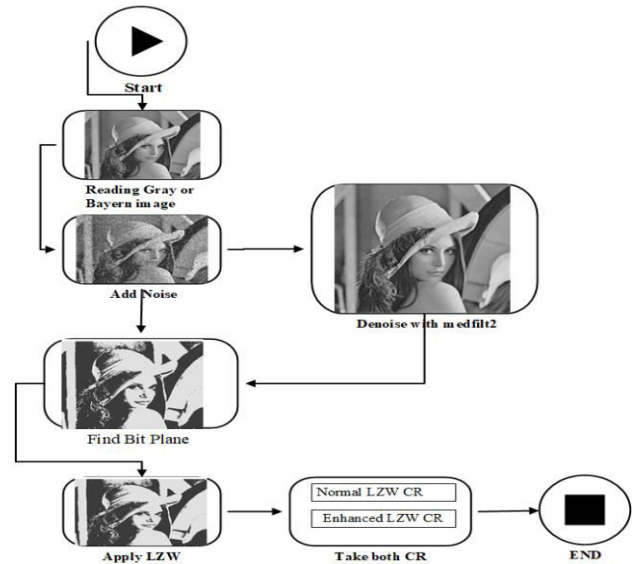 Start
Reading Gray or
Bayern image
Add Noise
Denoise with medfilt2
Find Bit Plane
Apply LZW
Normal LZW CR
Enhanced LZW CR
Take both CR
END